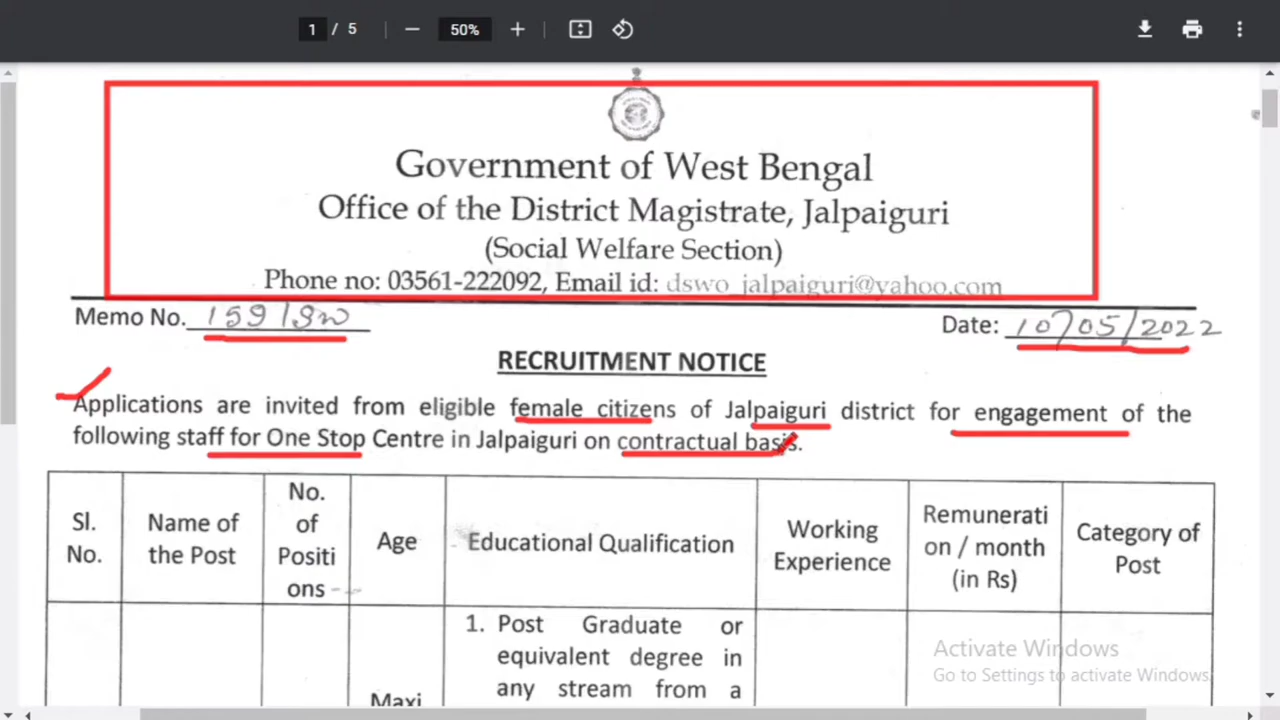 1 / 5
50%
Government of West Bengal
Office of the District Magistrate, Jalpaiguri
(Social Welfare Section)
Phone no: 03561-222092, Email id: dswo_jalpaiguri@yahoo.com
Memo No. 159/SW Date: 10/05/2022
RECRUITMENT NOTICE
Applications are invited from eligible female citizens of Jalpaiguri district for engagement of the
following staff for One Stop Centre in Jalpaiguri on contractual basis.
Sl.
No.
Name of
the Post
No.
of
Positi
ons
Age
Educational Qualification
Working
Experience
Remunerati
on / month
(in Rs)
Category of
Post
Maxi
1. Post Graduate or
equivalent degree in
any stream from a
Activate Windows
Go to Settings to activate Windows.